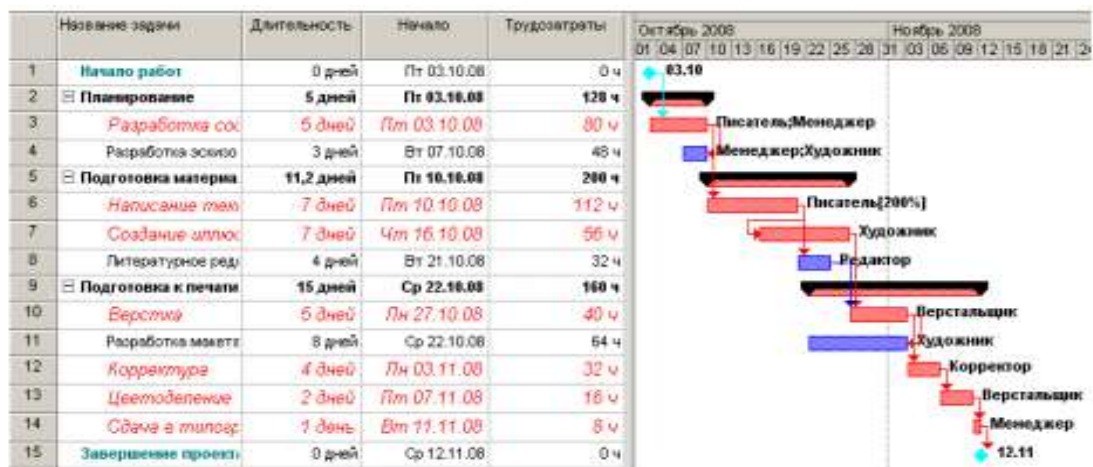 Название задачи Длительность Начало Трудозатраты Октябрь 2008 Ноябрь 2008
01 04 07 10 13 16 19 22 25 28 31 03 06 09 12 15 18 21 24
1 Начало работ 0 дней Пт 03.10.08 0 ч 03.10
2 Планирование 5 дней Пт 03.10.08 128 ч
3 Разработка сос 5 дней Пт 03.10.08 80 ч Писатель;Менеджер
4 Разработка эскизо 3 дней Вт 07.10.08 48 ч Менеджер;Художник
5 Подготовка материа 11,2 дней Пт 10.10.08 200 ч
6 Написание тек 7 дней Пт 10.10.08 112 ч Писатель[200%]
7 Создание иллюс 7 дней Чт 16.10.08 56 ч Художник
8 Литературное реда 4 дней Вт 21.10.08 32 ч Редактор
9 Подготовка к печати 15 дней Ср 22.10.08 160 ч
10 Верстка 5 дней Пн 27.10.08 40 ч Верстальщик
11 Разработка макета 8 дней Ср 22.10.08 64 ч Художник
12 Корректура 4 дней Пн 03.11.08 32 ч Корректор
13 Цветоделение 2 дней Пт 07.11.08 16 ч Верстальщик
14 Сдача в типогр 1 день Вт 11.11.08 8 ч Менеджер
15 Завершение проекта 0 дней Ср 12.11.08 0 ч 12.11